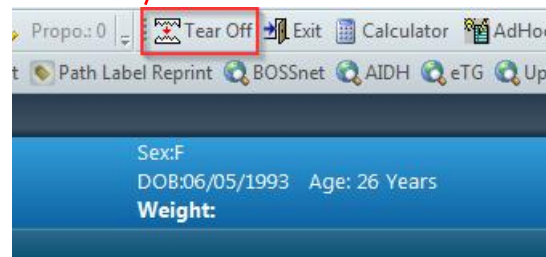 Propo.: 0 Tear Off Exit Calculator AdHo
t Path Label Reprint BOSSnet AIDH eTG Up
Sex:F
DOB:06/05/1993 Age: 26 Years
Weight: